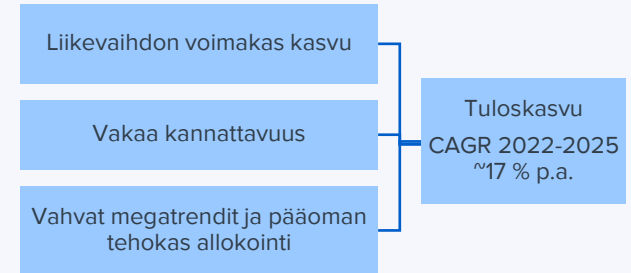 Liikevaihdon voimakas kasvu
Vakaa kannattavuus
Vahvat megatrendit ja pääoman
tehokas allokointi
Tuloskasvu
CAGR 2022-2025
~17 % p.a.